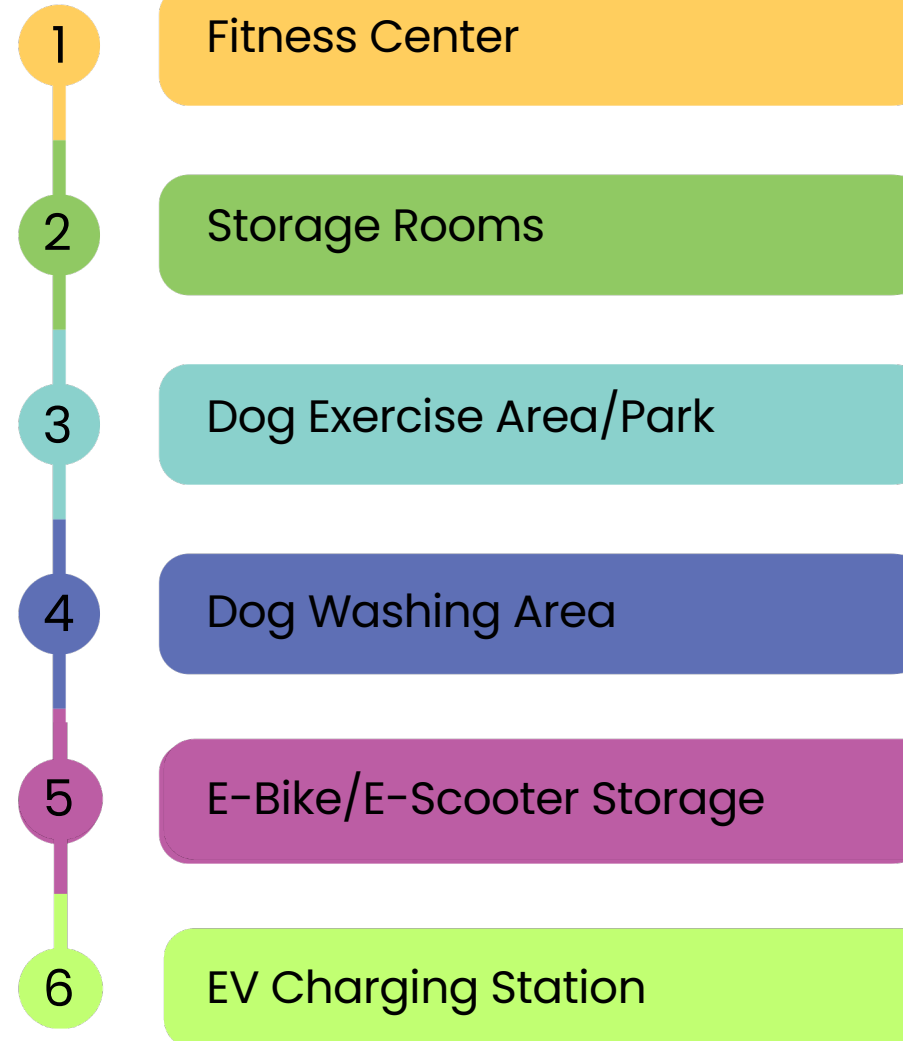 1 Fitness Center
2 Storage Rooms
3 Dog Exercise Area/Park
4 Dog Washing Area
5 E-Bike/E-Scooter Storage
6 EV Charging Station